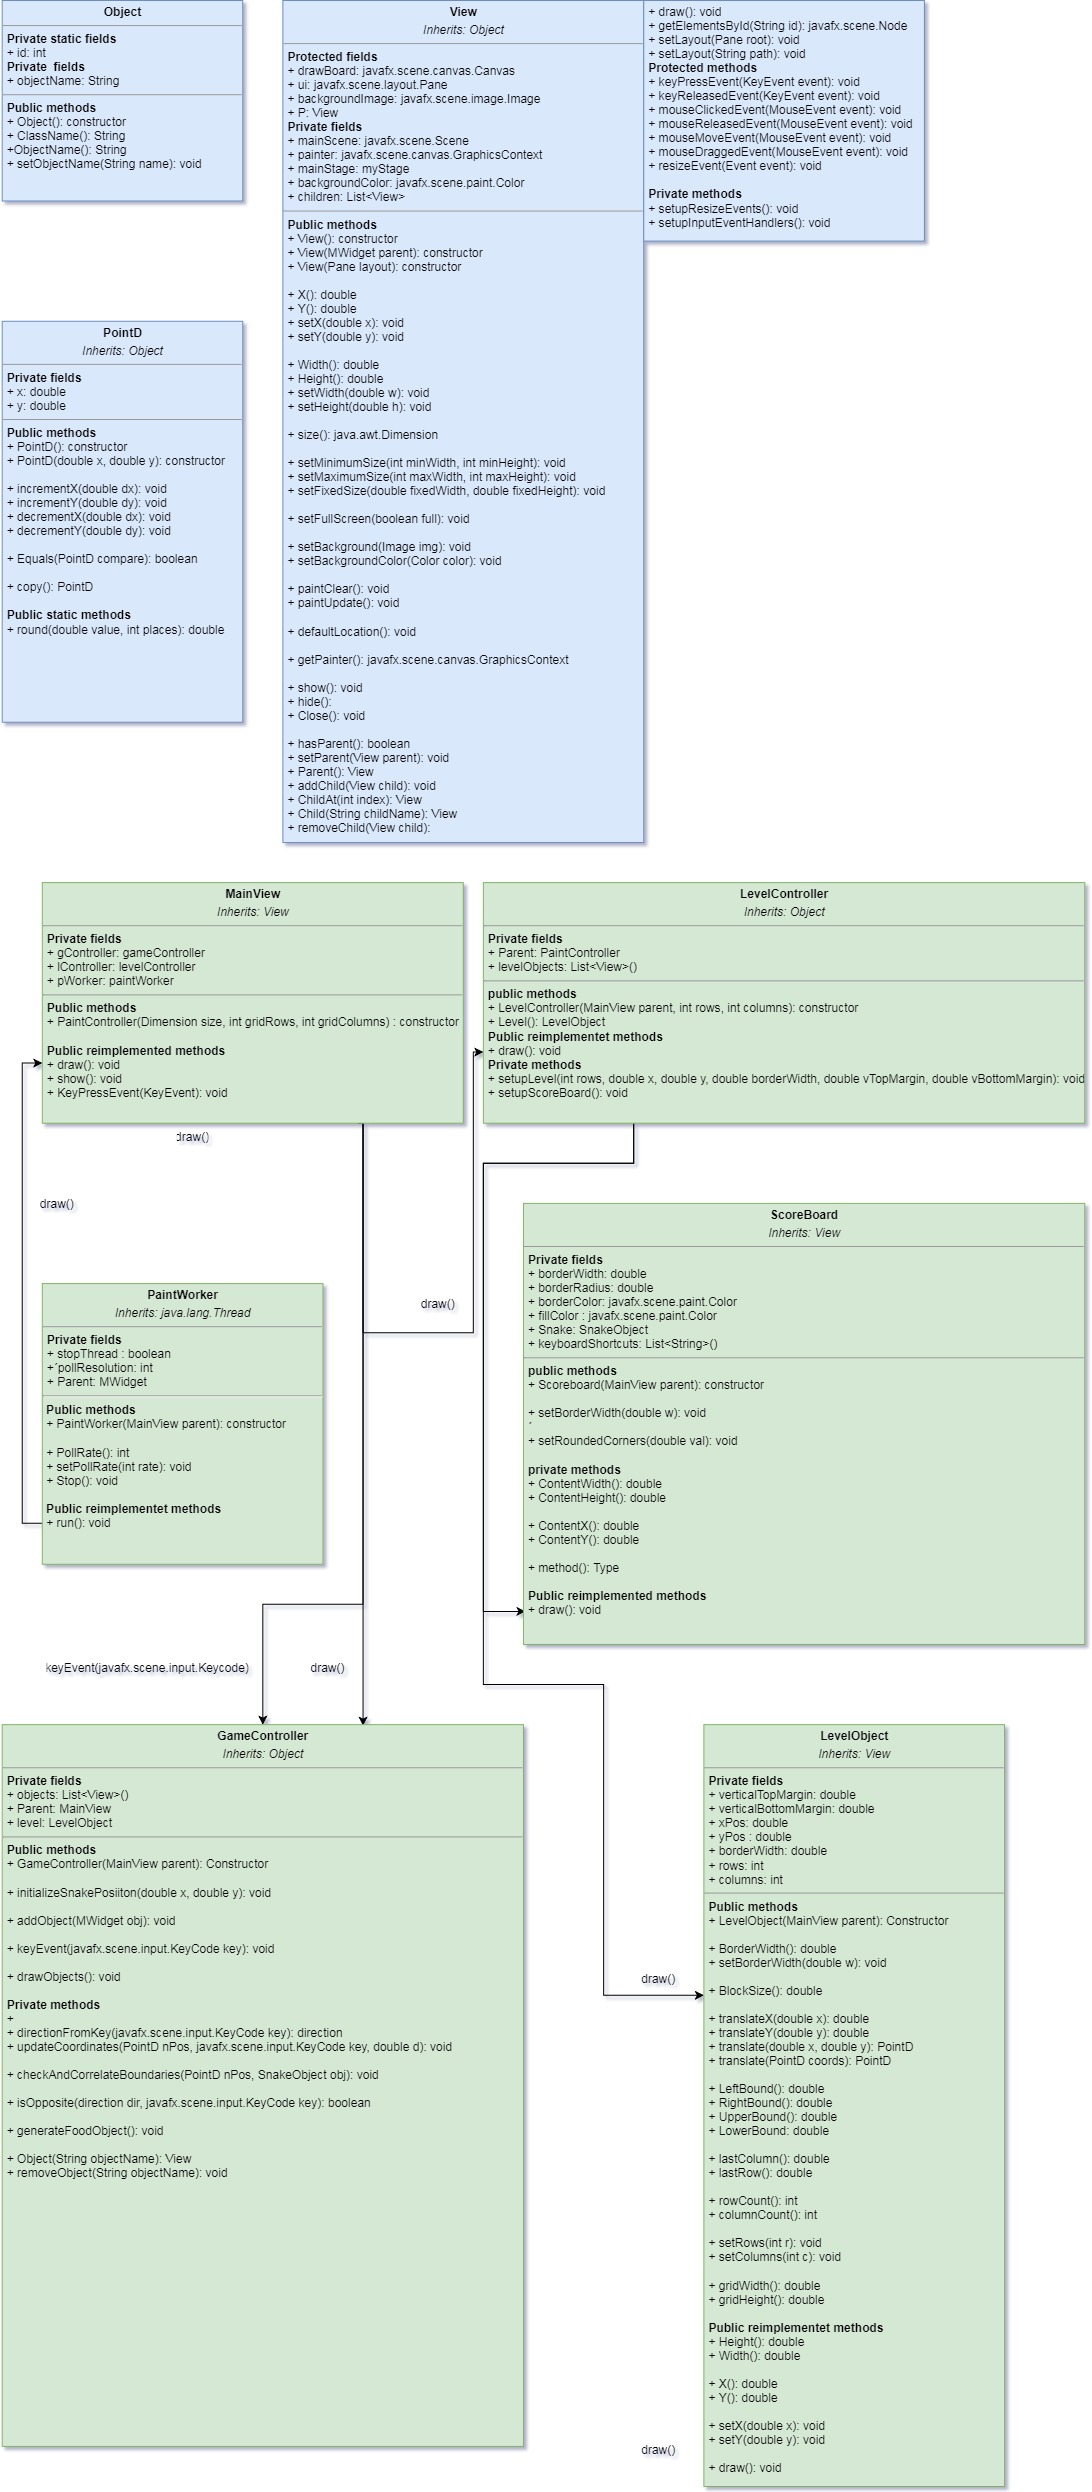 Object
Private static fields
+ id: int
Private  fields
+ objectName: String
Public methods
+ Object(): constructor
+ ClassName(): String
+ObjectName(): String
+ setObjectName(String name): void
View
Inherits: Object
Protected fields
+ drawBoard: javafx.scene.canvas.Canvas
+ ui: javafx.scene.layout.Pane
+ backgroundImage: javafx.scene.image.Image
+ P: View
Private fields
+ mainScene: javafx.scene.Scene
+ painter: javafx.scene.canvas.GraphicsContext
+ mainStage: myStage
+ backgroundColor: javafx.scene.paint.Color
+ children: List<View>
Public methods
+ View(): constructor
+ View(MWidget parent): constructor
+ View(Pane layout): constructor
+ X(): double
+ Y(): double
+ setX(double x): void
+ setY(double y): void
+ Width(): double
+ Height(): double
+ setWidth(double w): void
+ setHeight(double h): void
+ size(): java.awt.Dimension
+ setMinimumSize(int minWidth, int minHeight): void
+ setMaximumSize(int maxWidth, int maxHeight): void
+ setFixedSize(double fixedWidth, double fixedHeight): void
+ setFullScreen(boolean full): void
+ setBackground(Image img): void
+ setBackgroundColor(Color color): void
+ paintClear(): void
+ paintUpdate(): void
+ defaultLocation(): void
+ getPainter(): javafx.scene.canvas.GraphicsContext
+ show(): void
+ hide():
+ Close(): void
+ hasParent(): boolean
+ setParent(View parent): void
+ Parent(): View
+ addChild(View child): void
+ ChildAt(int index): View
+ Child(String childName): View
+ removeChild(View child):
+ draw(): void
+ getElementsById(String id): javafx.scene.Node
+ setLayout(Pane root): void
+ setLayout(String path): void
Protected methods
+ keyPressEvent(KeyEvent event): void
+ keyReleasedEvent(KeyEvent event): void
+ mouseClickedEvent(MouseEvent event): void
+ mouseReleasedEvent(MouseEvent event): void
+ mouseMoveEvent(MouseEvent event): void
+ mouseDraggedEvent(MouseEvent event): void
+ resizeEvent(Event event): void
Private methods
+ setupResizeEvents(): void
+ setupInputEventHandlers(): void
PointD
Inherits: Object
Private fields
+ x: double
+ y: double
Public methods
+ PointD(): constructor
+ PointD(double x, double y): constructor
+ incrementX(double dx): void
+ incrementY(double dy): void
+ decrementX(double dx): void
+ decrementY(double dy): void
+ Equals(PointD compare): boolean
+ copy(): PointD
Public static methods
+ round(double value, int places): double
MainView
Inherits: View
Private fields
+ gController: gameController
+ lController: levelController
+ pWorker: paintWorker
Public methods
+ PaintController(Dimension size, int gridRows, int gridColumns) : constructor
Public reimplemented methods
+ draw(): void
+ show(): void
+ KeyPressEvent(KeyEvent): void
LevelController
Inherits: Object
Private fields
+ Parent: PaintController
+ levelObjects: List<View>()
public methods
+ LevelController(MainView parent, int rows, int columns): constructor
+ Level(): LevelObject
Public reimplementet methods
+ draw(): void
Private methods
+ setupLevel(int rows, double x, double y, double borderWidth, double vTopMargin, double vBottomMargin): void
+ setupScoreBoard(): void
draw()
draw()
draw()
PaintWorker
Inherits: java.lang.Thread
Private fields
+ stopThread : boolean
+´pollResolution: int
+ Parent: MWidget
Public methods
+ PaintWorker(MainView parent): constructor
+ PollRate(): int
+ setPollRate(int rate): void
+ Stop(): void
Public reimplementet methods
+ run(): void
ScoreBoard
Inherits: View
Private fields
+ borderWidth: double
+ borderRadius: double
+ borderColor: javafx.scene.paint.Color
+ fillColor : javafx.scene.paint.Color
+ Snake: SnakeObject
+ keyboardShortcuts: List<String>()
public methods
+ Scoreboard(MainView parent): constructor
+ setBorderWidth(double w): void
´
+ setRoundedCorners(double val): void
private methods
+ ContentWidth(): double
+ ContentHeight(): double
+ ContentX(): double
+ ContentY(): double
+ method(): Type
Public reimplemented methods
+ draw(): void
keyEvent(javafx.scene.input.Keycode)
draw()
GameController
Inherits: Object
Private fields
+ objects: List<View>()
+ Parent: MainView
+ level: LevelObject
Public methods
+ GameController(MainView parent): Constructor
+ initializeSnakePosiiton(double x, double y): void
+ addObject(MWidget obj): void
+ keyEvent(javafx.scene.input.KeyCode key): void
+ drawObjects(): void
Private methods
+
+ directionFromKey(javafx.scene.input.KeyCode key): direction
+ updateCoordinates(PointD nPos, javafx.scene.input.KeyCode key, double d): void
+ checkAndCorrelateBoundaries(PointD nPos, SnakeObject obj): void
+ isOpposite(direction dir, javafx.scene.input.KeyCode key): boolean
+ generateFoodObject(): void
+ Object(String objectName): View
+ removeObject(String objectName): void
draw()
draw()
LevelObject
Inherits: View
Private fields
+ verticalTopMargin: double
+ verticalBottomMargin: double
+ xPos: double
+ yPos : double
+ borderWidth: double
+ rows: int
+ columns: int
Public methods
+ LevelObject(MainView parent): Constructor
+ BorderWidth(): double
+ setBorderWidth(double w): void
+ BlockSize(): double
+ translateX(double x): double
+ translateY(double y): double
+ translate(double x, double y): PointD
+ translate(PointD coords): PointD
+ LeftBound(): double
+ RightBound(): double
+ UpperBound(): double
+ LowerBound: double
+ lastColumn(): double
+ lastRow(): double
+ rowCount(): int
+ columnCount(): int
+ setRows(int r): void
+ setColumns(int c): void
+ gridWidth(): double
+ gridHeight(): double
Public reimplementet methods
+ Height(): double
+ Width(): double
+ X(): double
+ Y(): double
+ setX(double x): void
+ setY(double y): void
+ draw(): void